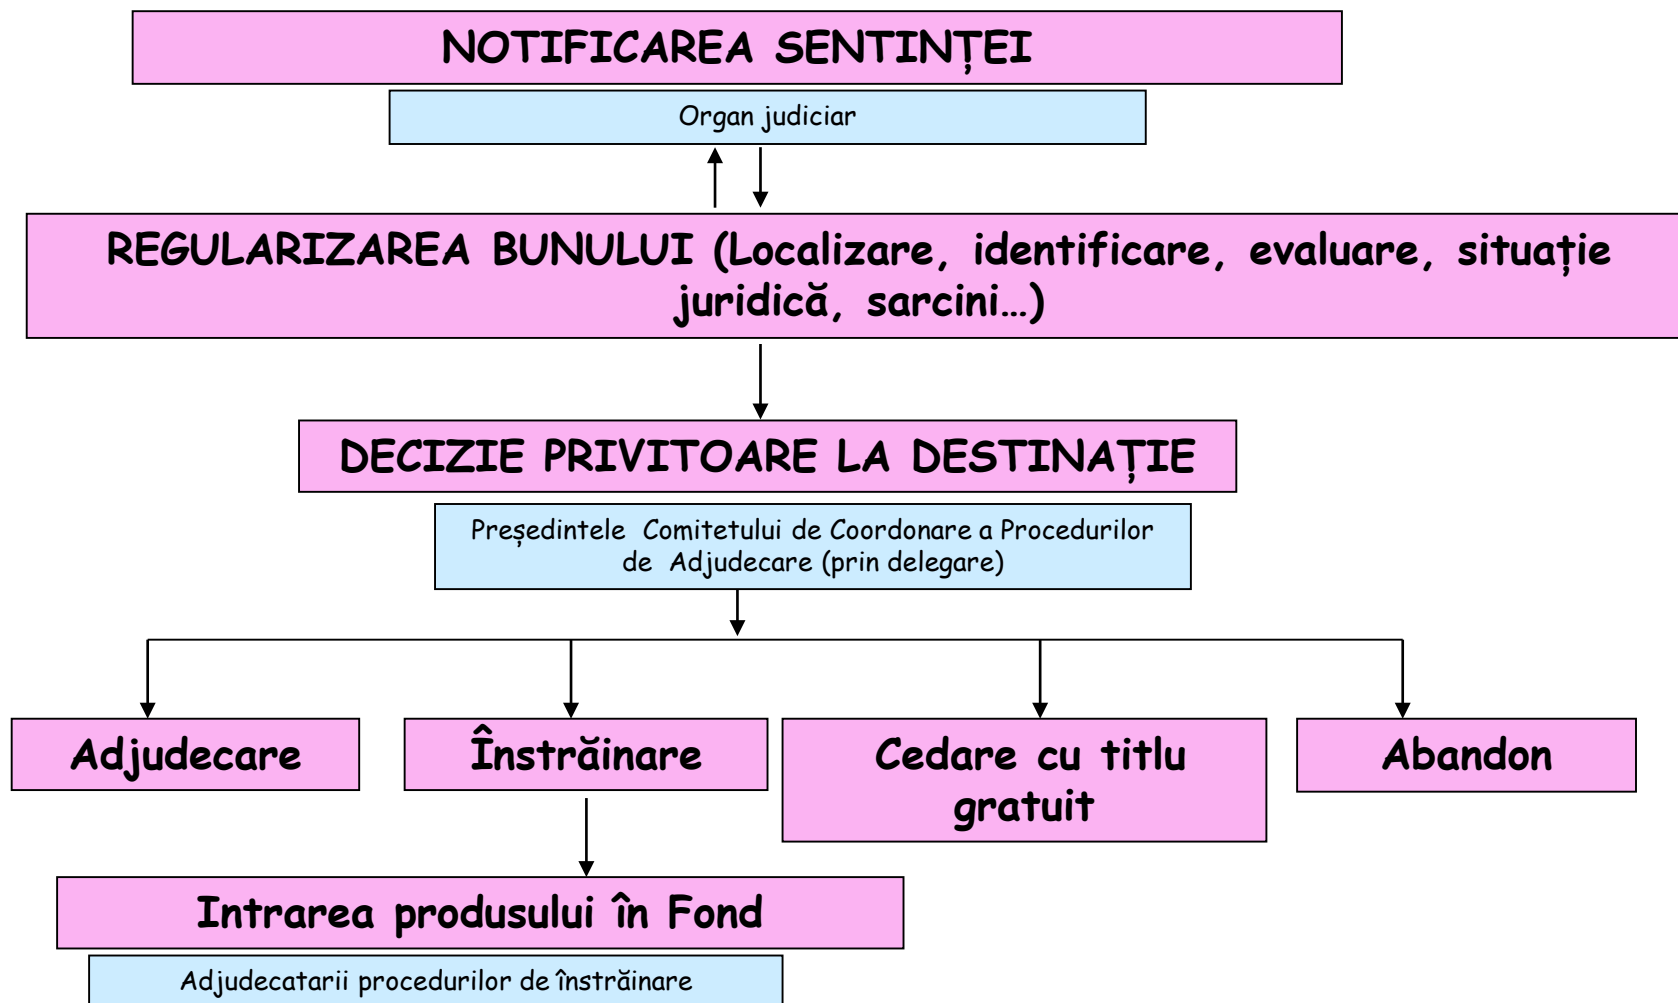 NOTIFICAREA SENTINȚEI
Organ judiciar
REGULARIZAREA BUNULUI (Localizare, identificare, evaluare, situație
juridică, sarcini…)
DECIZIE PRIVITOARE LA DESTINAȚIE
Președintele Comitetului de Coordonare a Procedurilor
de Adjudecare (prin delegare)
Adjudecare
Înstrăinare
Cedare cu titlu
gratuit
Abandon
Intrarea produsului în Fond
Adjudecatarii procedurilor de înstrăinare